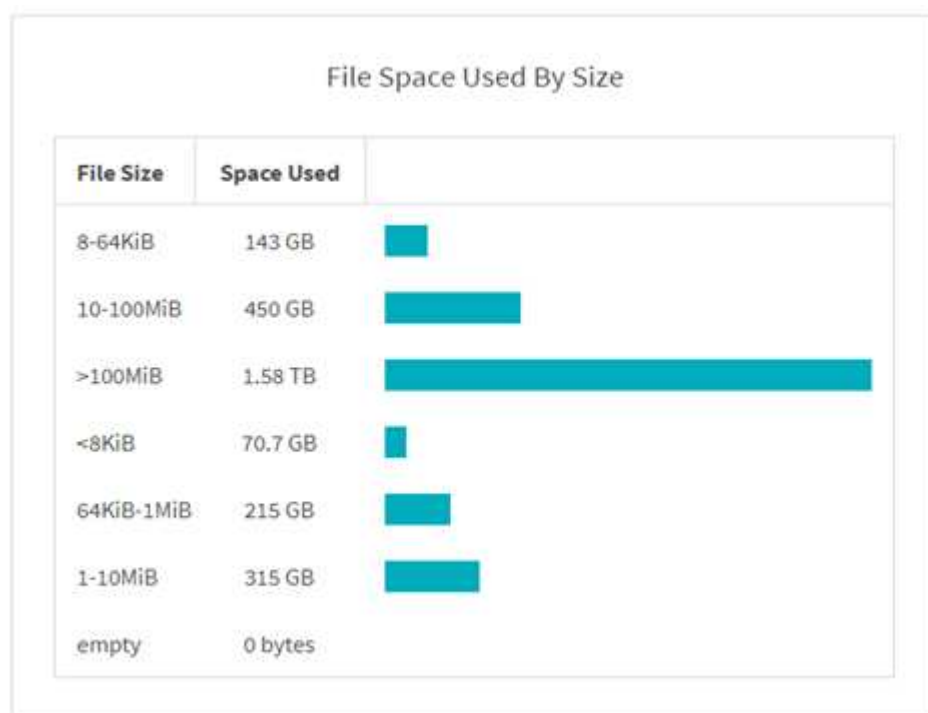 File Space Used By Size
File Size Space Used
8-64KiB 143 GB
10-100MiB 450 GB
>100MiB 1.58 TB
<8KiB 70.7 GB
64KiB-1MiB 215 GB
1-10MiB 315 GB
empty 0 bytes